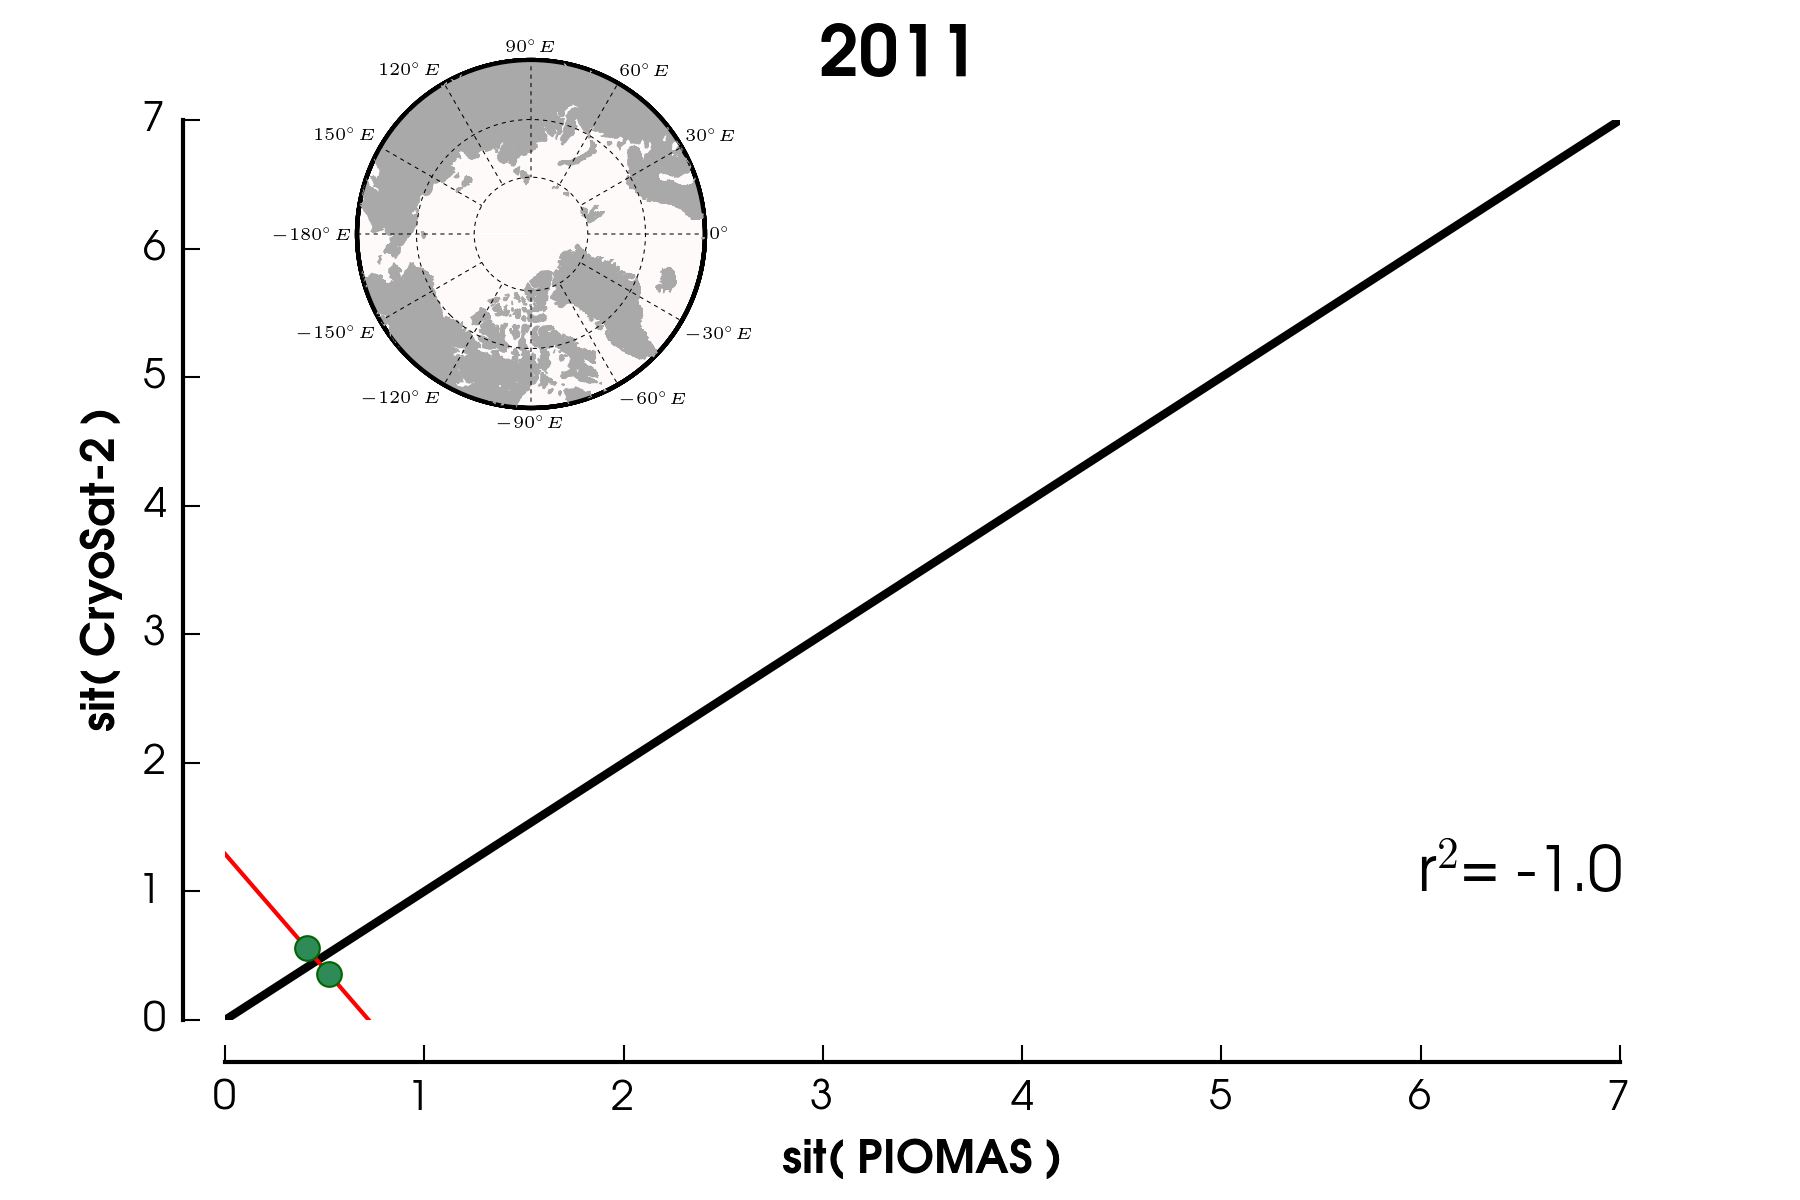 2011
90° E
120° E
60° E
150° E
30° E
−180° E
0°
−150° E
−30° E
−120° E
−60° E
−90° E
7
6
5
4
3
2
1
0
sit( CryoSat-2 )
r²= -1.0
0 1 2 3 4 5 6 7
sit( PIOMAS )